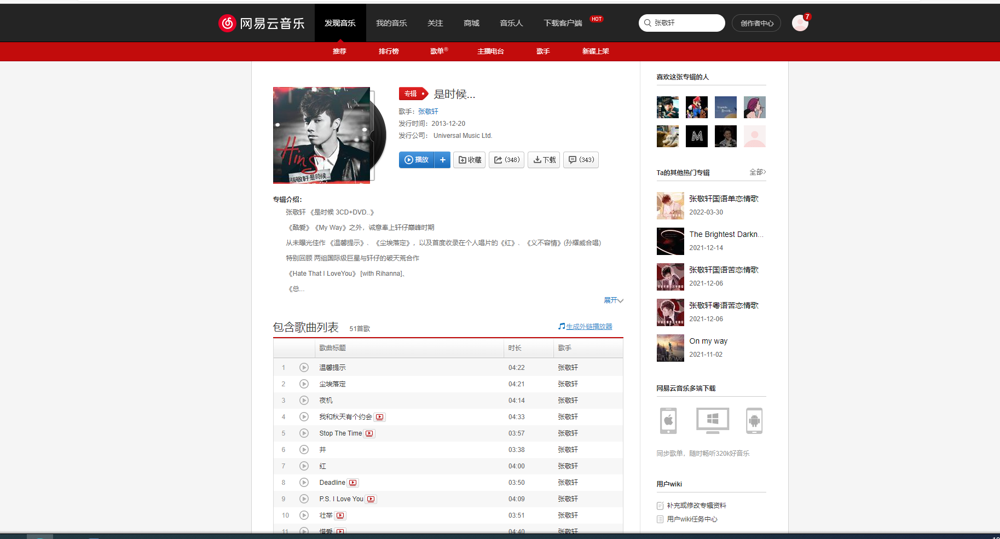 网易云音乐
发现音乐
我的音乐
关注
商城
音乐人
下载客户端
HOT
张敬轩
创作者中心
7
推荐
排行榜
歌单®
主播电台
歌手
新碟上架
Hins
張敬軒是時候...
专辑
是时候...
歌手：张敬轩
发行时间：2013-12-20
发行公司： Universal Music Ltd.
播放
+
收藏
(348)
下载
(343)
专辑介绍：
张敬轩 《是时候 3CD+DVD..》
《酷爱》《My Way》之外，诚意奉上轩仔巅峰时期
从未曝光佳作 《温馨提示》、《尘埃落定》，以及首度收录在个人唱片的《红》、《义不容情》(孙耀威合唱)
特别回顾 两组国际级巨星与轩仔的破天荒合作
《Hate That I LoveYou》 [with Rihanna]、
《总...
展开
包含歌曲列表
51首歌
生成外链播放器
歌曲标题
时长
歌手
1 温馨提示 04:22 张敬轩
2 尘埃落定 04:21 张敬轩
3 夜机 04:14 张敬轩
4 我和秋天有个约会 04:33 张敬轩
5 Stop The Time 03:57 张敬轩
6 井 03:38 张敬轩
7 红 04:00 张敬轩
8 Deadline 03:50 张敬轩
9 P.S. I Love You 04:09 张敬轩
10 壮举 03:51 张敬轩
11 惜爱 04:40 张敬轩
喜欢这张专辑的人
M
Ta的其他热门专辑
全部
张敬轩国语单恋情歌
2022-03-30
The Brightest Darkn...
2021-12-14
张敬轩国语苦恋情歌
2021-12-06
张敬轩粤语苦恋情歌
2021-12-06
On my way
2021-11-02
网易云音乐多端下载
同步歌单，随时畅听320k好音乐
用户wiki
补充或修改专辑资料
用户wiki任务中心